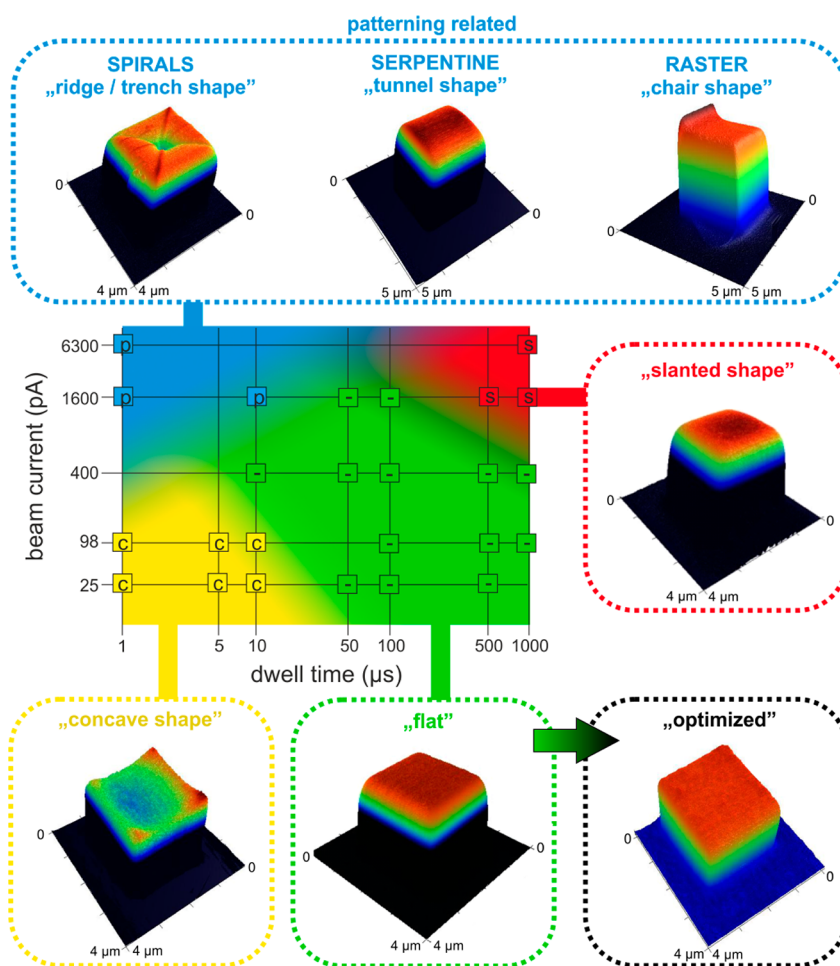 patterning related
SPIRALS
„ridge / trench shape”
SERPENTINE
„tunnel shape”
RASTER
„chair shape”
0
0
4 µm 4 µm
0
0
5 µm 5 µm
0
0
5 µm 5 µm
beam current (pA)
6300 p s
1600 p p - - s s
400 - - - -
98 c c c - - -
25 c c c - - -
1 5 10 50 100 500 1000
dwell time (µs)
„slanted shape”
0
0
4 µm 4 µm
„concave shape”
0
0
4 µm 4 µm
„flat”
0
0
4 µm 4 µm
„optimized”
0
0
4 µm 4 µm